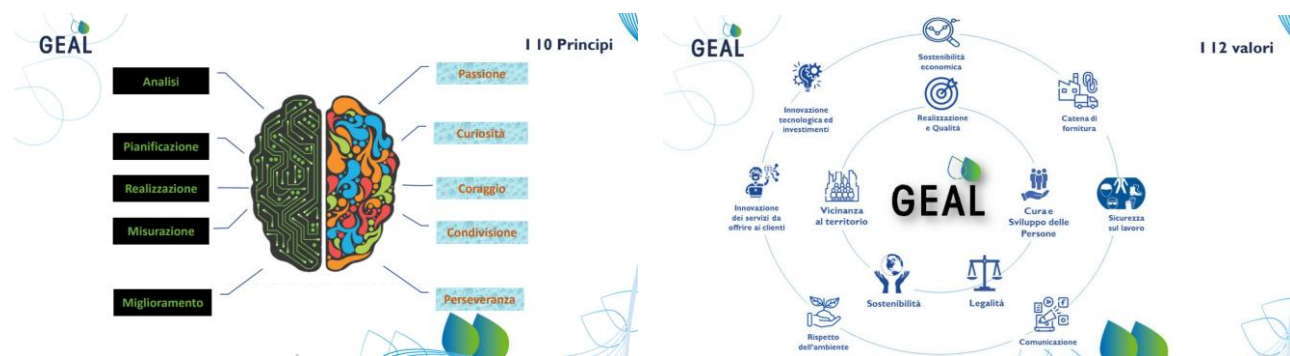 GEAL
I 10 Principi
Analisi
Pianificazione
Realizzazione
Misurazione
Miglioramento
Passione
Curiosità
Coraggio
Condivisione
Perseveranza
GEAL
I 12 valori
Sostenibilità
economica
Innovazione
tecnologica ed
investimenti
Realizzazione
e Qualità
Catena di
fornitura
Innovazione
dei servizi da
offrire ai clienti
Vicinanza
al territorio
GEAL
Cura e
Sviluppo delle
Persone
Sicurezza
sul lavoro
Sostenibilità
Legalità
Rispetto
dell'ambiente
Comunicazione